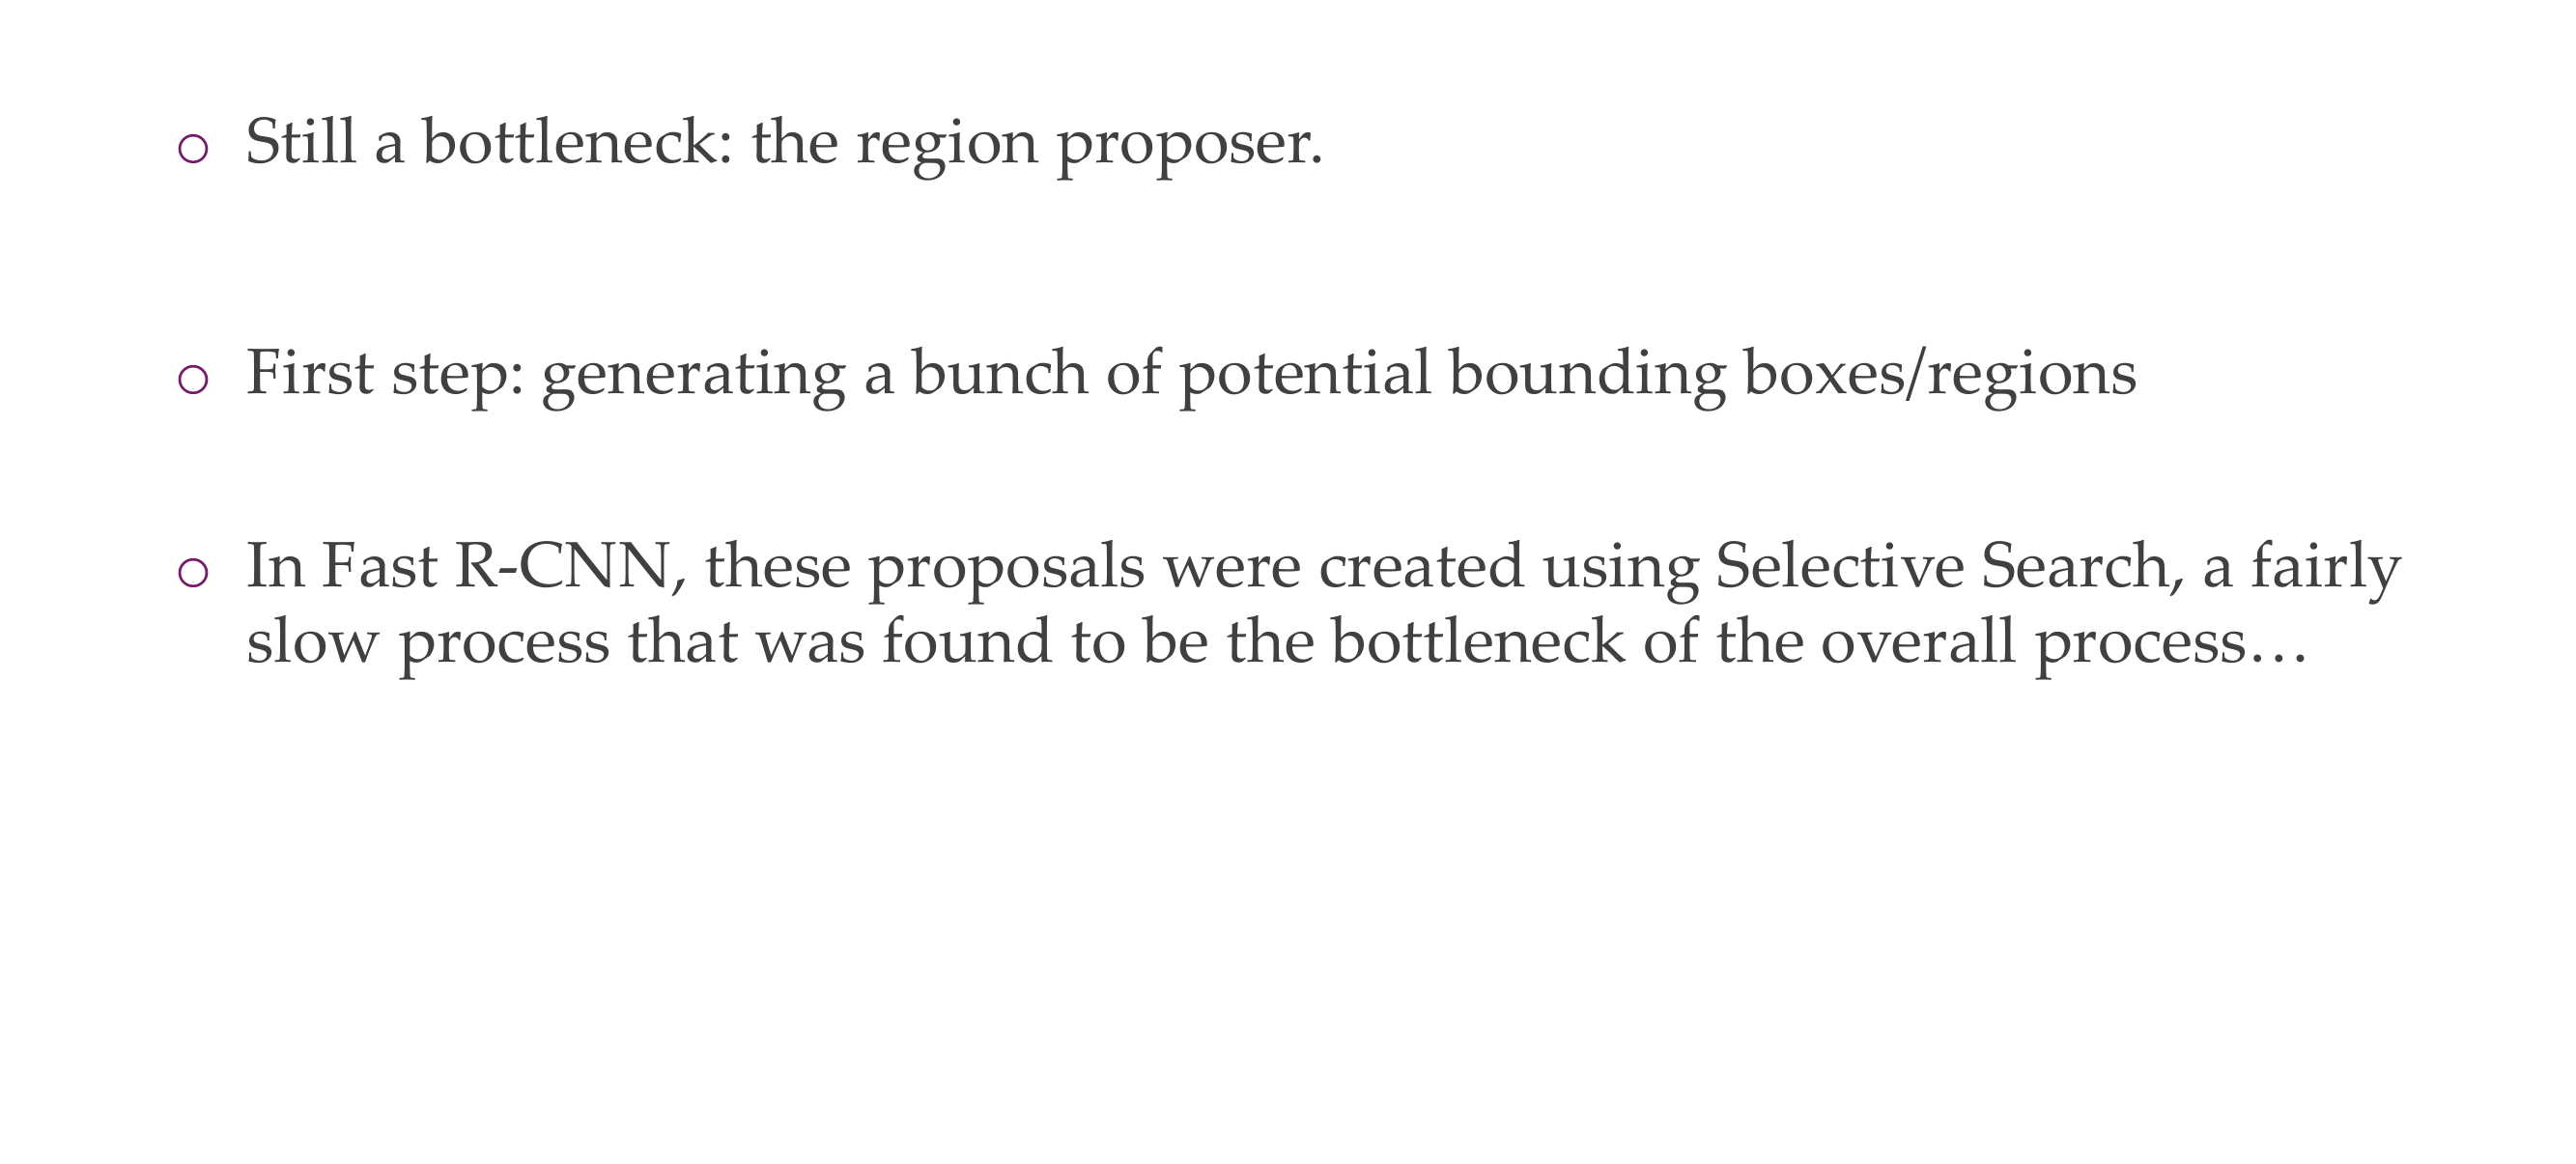 Still a bottleneck: the region proposer.
First step: generating a bunch of potential bounding boxes/regions
In Fast R-CNN, these proposals were created using Selective Search, a fairly
slow process that was found to be the bottleneck of the overall process…